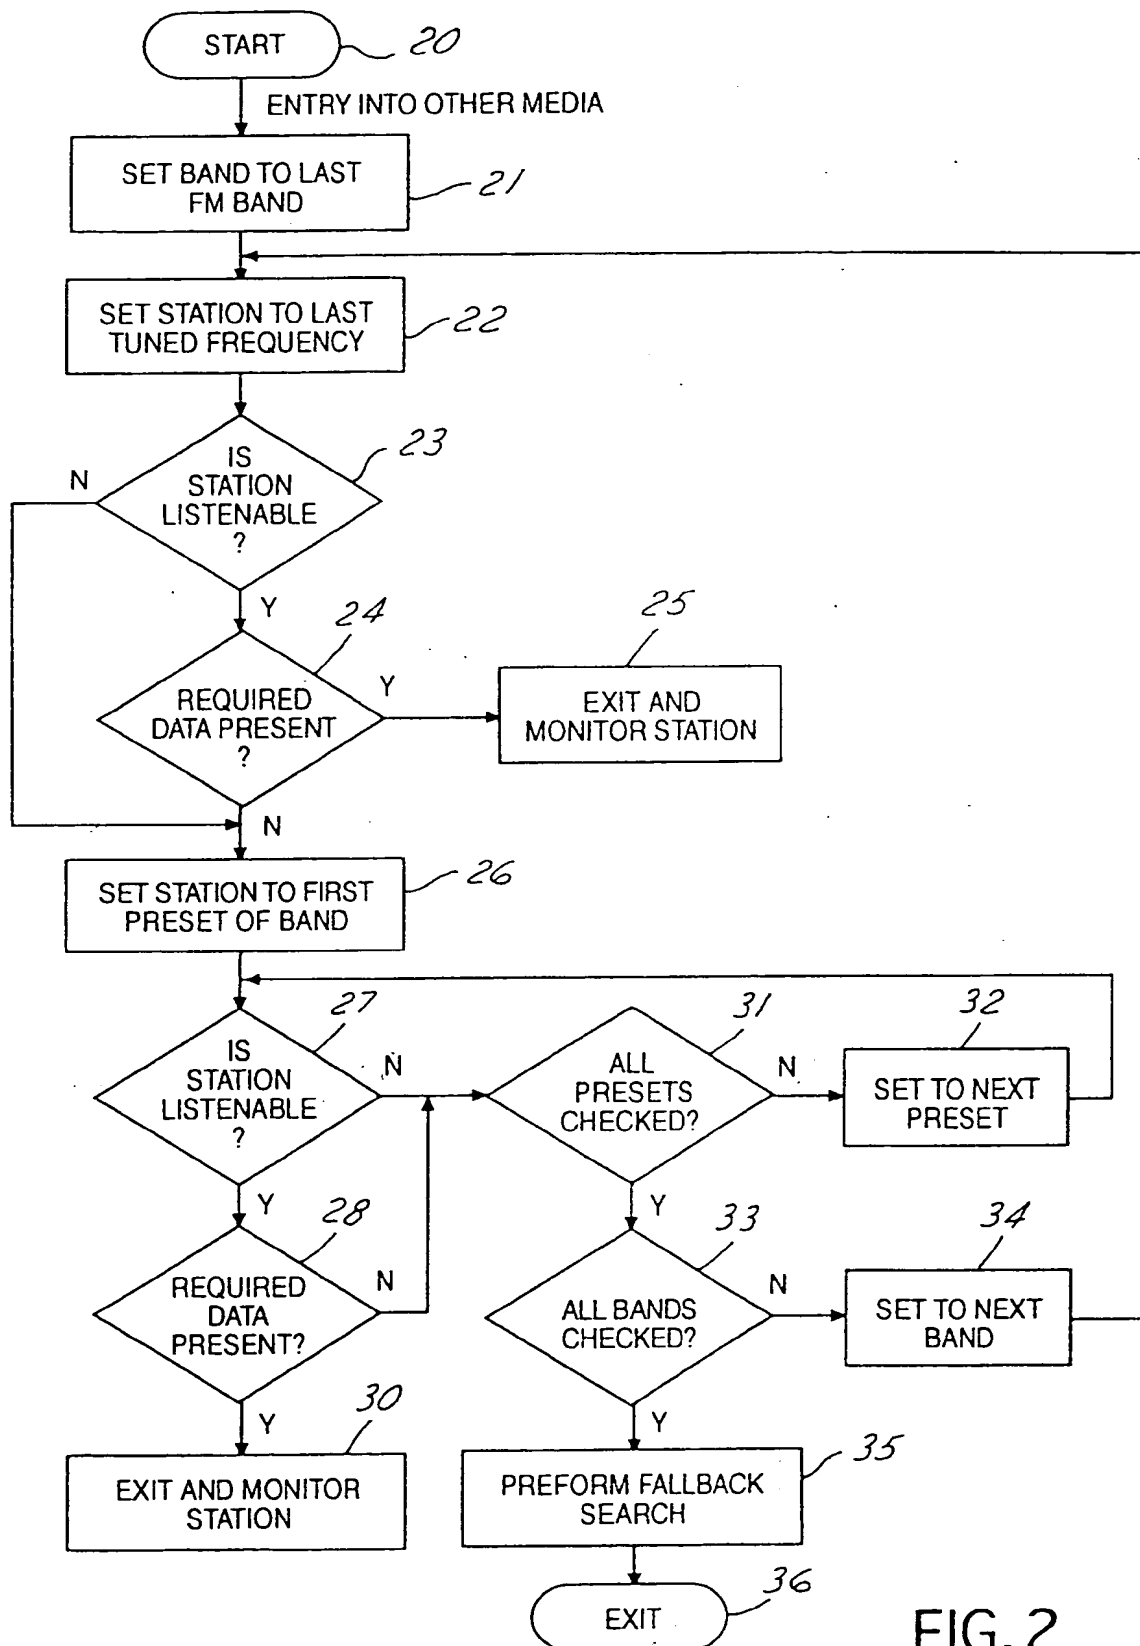 START
20
ENTRY INTO OTHER MEDIA
SET BAND TO LAST
FM BAND
21
SET STATION TO LAST
TUNED FREQUENCY
22
IS
STATION
LISTENABLE
?
23
N
Y
24
REQUIRED
DATA PRESENT
?
Y
25
EXIT AND
MONITOR STATION
N
SET STATION TO FIRST
PRESET OF BAND
26
IS
STATION
LISTENABLE
?
27
N
31
ALL
PRESETS
CHECKED?
N
32
SET TO NEXT
PRESET
Y
28
REQUIRED
DATA
PRESENT?
N
Y
33
ALL BANDS
CHECKED?
N
34
SET TO NEXT
BAND
Y
30
EXIT AND MONITOR
STATION
Y
35
PREFORM FALLBACK
SEARCH
EXIT
36
FIG. 2